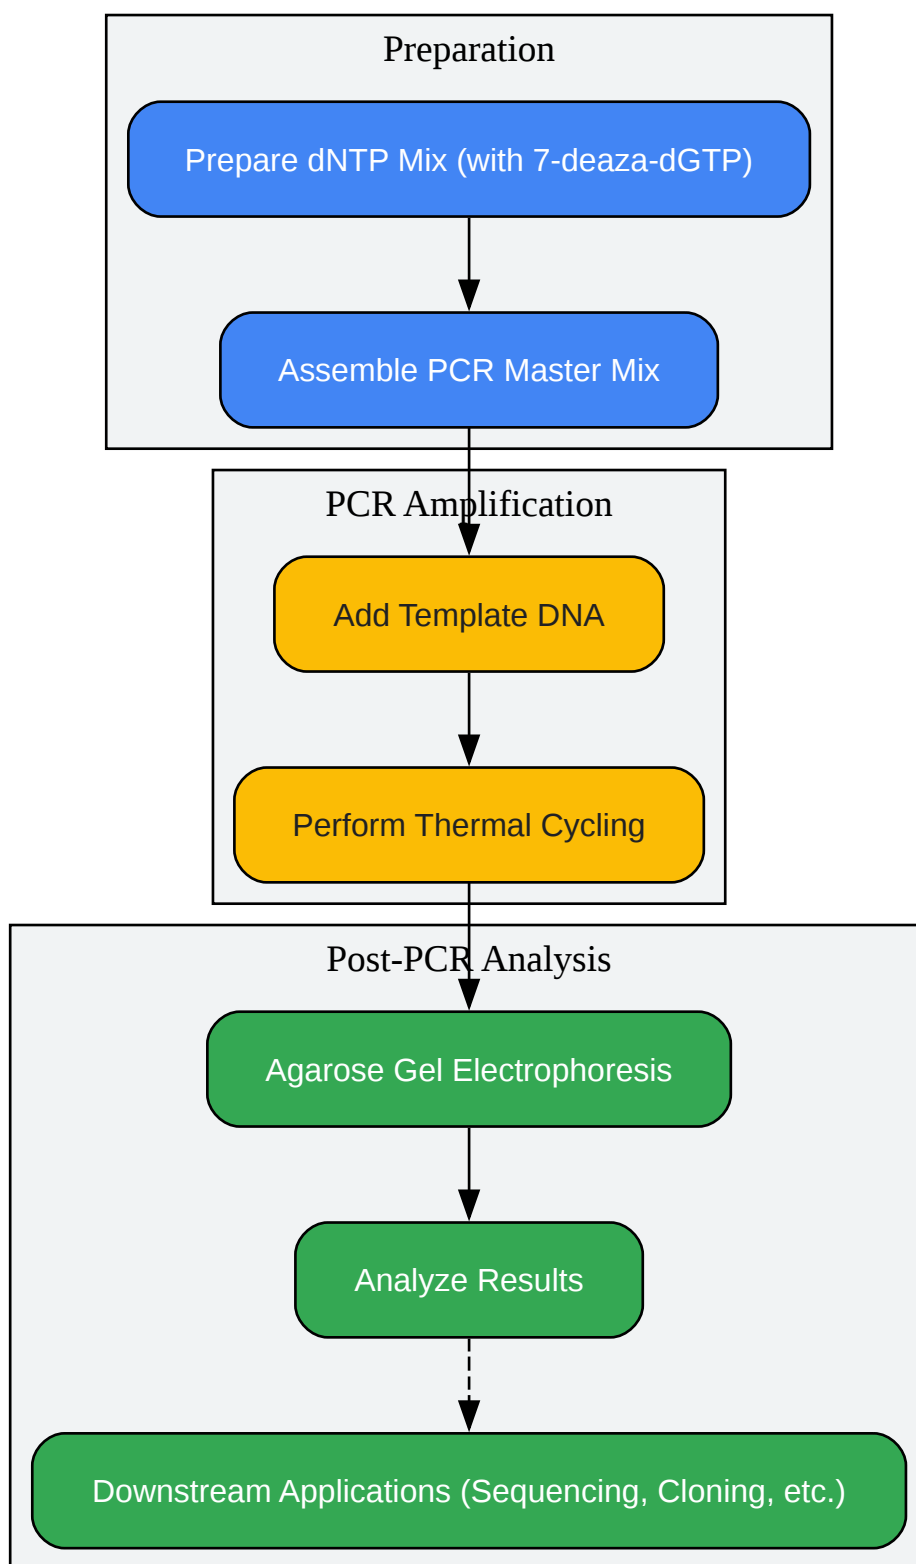 Preparation
Prepare dNTP Mix (with 7-deaza-dGTP)
Assemble PCR Master Mix
PCR Amplification
Add Template DNA
Perform Thermal Cycling
Post-PCR Analysis
Agarose Gel Electrophoresis
Analyze Results
Downstream Applications (Sequencing, Cloning, etc.)